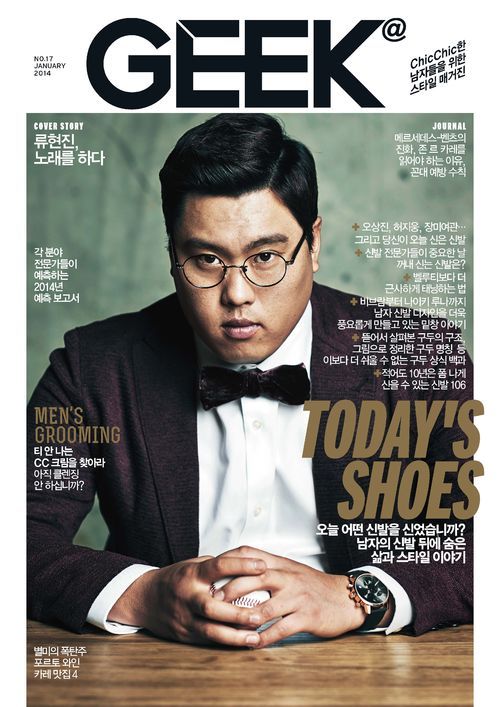 NO.17
JANUARY
2014
GEEK@
ChicChic한
남자들을 위한
스타일 매거진
COVER STORY
류현진,
노래를 하다
JOURNAL
메르세데스-벤츠의
진화, 존 르 카레를
읽어야 하는 이유,
꼰대 예방 수칙
각 분야
전문가들이
예측하는
2014년
예측 보고서
+ 오상진, 허지웅, 장미여관…
그리고 당신이 오늘 신은 신발
+ 신발 전문가들이 중요한 날
꺼내 신는 신발은?
+ 벨루티보다 더
근사하게 태닝하는 법
+ 비브람부터 나이키 루나까지
남자 신발 디자인을 더욱
풍요롭게 만들고 있는 밑창 이야기
+ 뜯어서 살펴본 구두의 구조,
그림으로 정리한 구두 명칭 등
이보다 더 쉬울 수 없는 구두 상식 백과
+ 적어도 10년은 폼 나게
신을 수 있는 신발 106
MEN'S
GROOMING
티 안 나는
CC 크림을 찾아라
아직 클렌징
안 하십니까?
TODAY'S
SHOES
오늘 어떤 신발을 신었습니까?
남자의 신발 뒤에 숨은
삶과 스타일 이야기
별미의 폭탄주
포르토 와인
카레 맛집 4